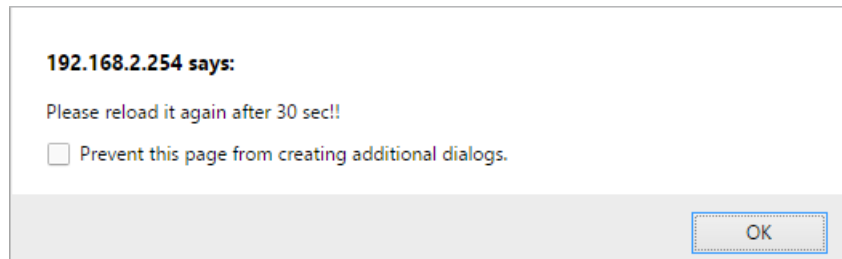 192.168.2.254 says:
Please reload it again after 30 sec!!
Prevent this page from creating additional dialogs.
OK